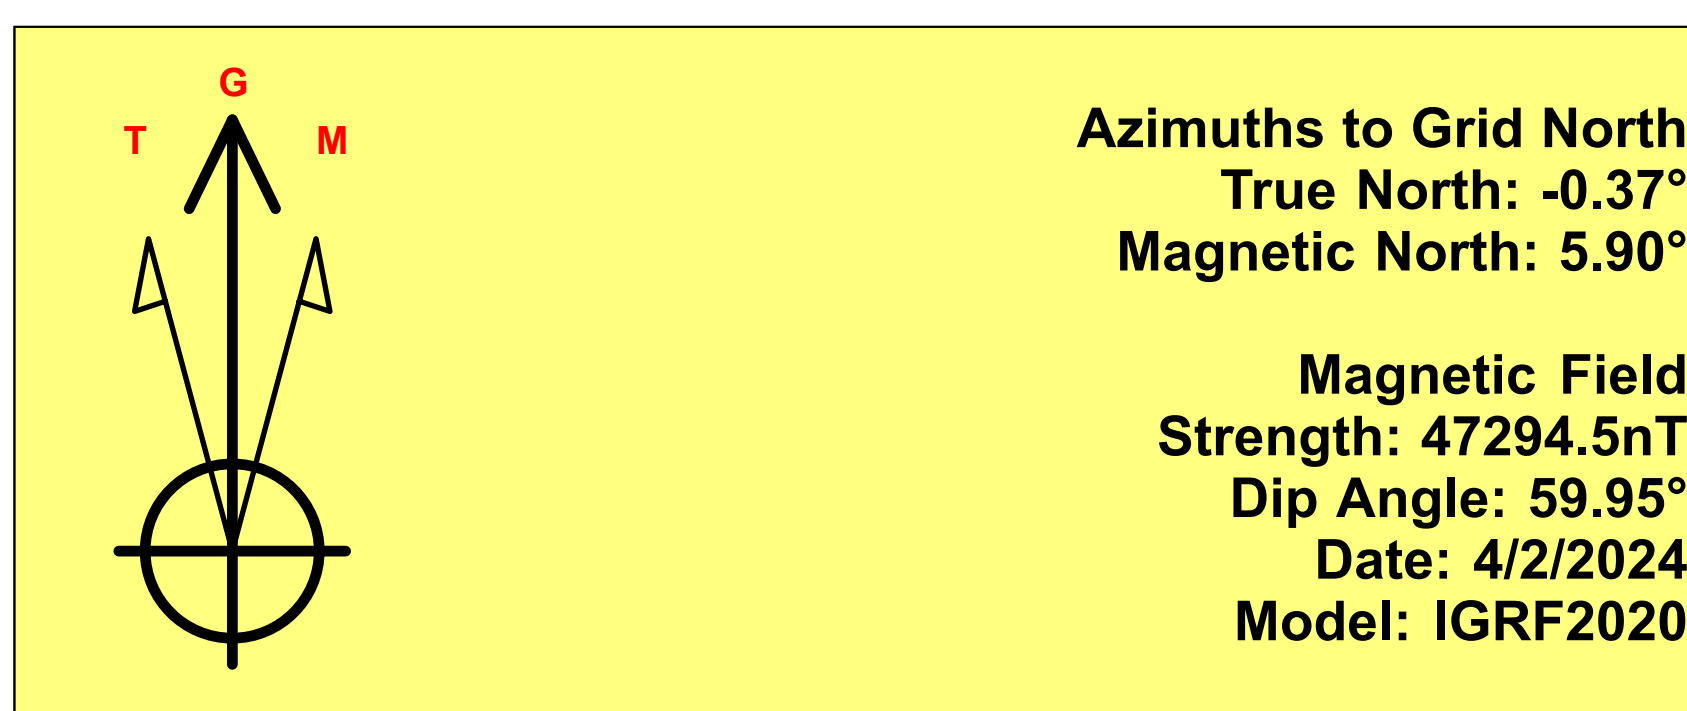 G
T M
Azimuths to Grid North
True North: -0.37°
Magnetic North: 5.90°
Magnetic Field
Strength: 47294.5nT
Dip Angle: 59.95°
Date: 4/2/2024
Model: IGRF2020